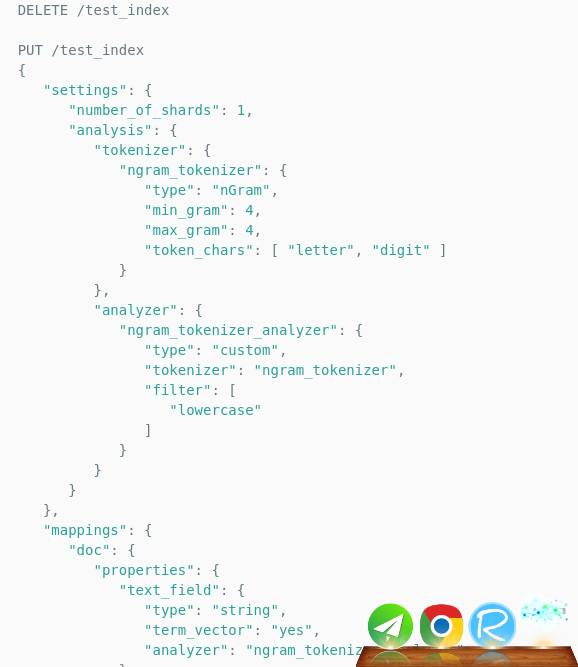 DELETE /test_index
PUT /test_index
{
   "settings": {
      "number_of_shards": 1,
      "analysis": {
         "tokenizer": {
            "ngram_tokenizer": {
               "type": "nGram",
               "min_gram": 4,
               "max_gram": 4,
               "token_chars": [ "letter", "digit" ]
            }
         },
         "analyzer": {
            "ngram_tokenizer_analyzer": {
               "type": "custom",
               "tokenizer": "ngram_tokenizer",
               "filter": [
                  "lowercase"
               ]
            }
         }
      }
   },
   "mappings": {
      "doc": {
         "properties": {
            "text_field": {
               "type": "string",
               "term_vector": "yes",
               "analyzer": "ngram_tokeniz